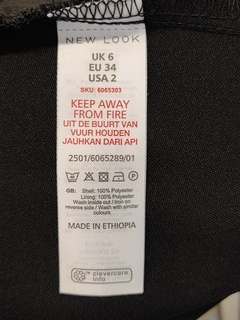 NEW LOOK
UK 6
EU 34
USA 2
SKU: 6065303
KEEP AWAY
FROM FIRE
UIT DE BUURT VAN
VUUR HOUDEN
JAUHKAN DARI API
2501/6065289/01
GB: Shell: 100% Polyester
Lining: 100% Polyester
Wash inside out / Iron on
reverse side / Wash with similar
colours
MADE IN ETHIOPIA
clevercare.
info